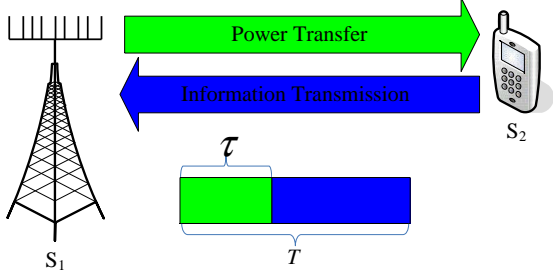 Power Transfer
Information Transmission
S₂
τ
T
S₁